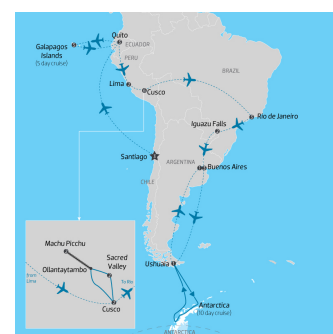 Quito
ECUADOR
Galapagos
Islands
(5 day cruise)
PERU
Lima
Cusco
BRAZIL
Rio de Janeiro
Iguazu Falls
Santiago
ARGENTINA
Buenos Aires
CHILE
Ushuaia
Antarctica
(10 day cruise)
ANTARCTICA
Machu Picchu
Ollantaytambo
Sacred
Valley
from
Lima
To Rio
Cusco